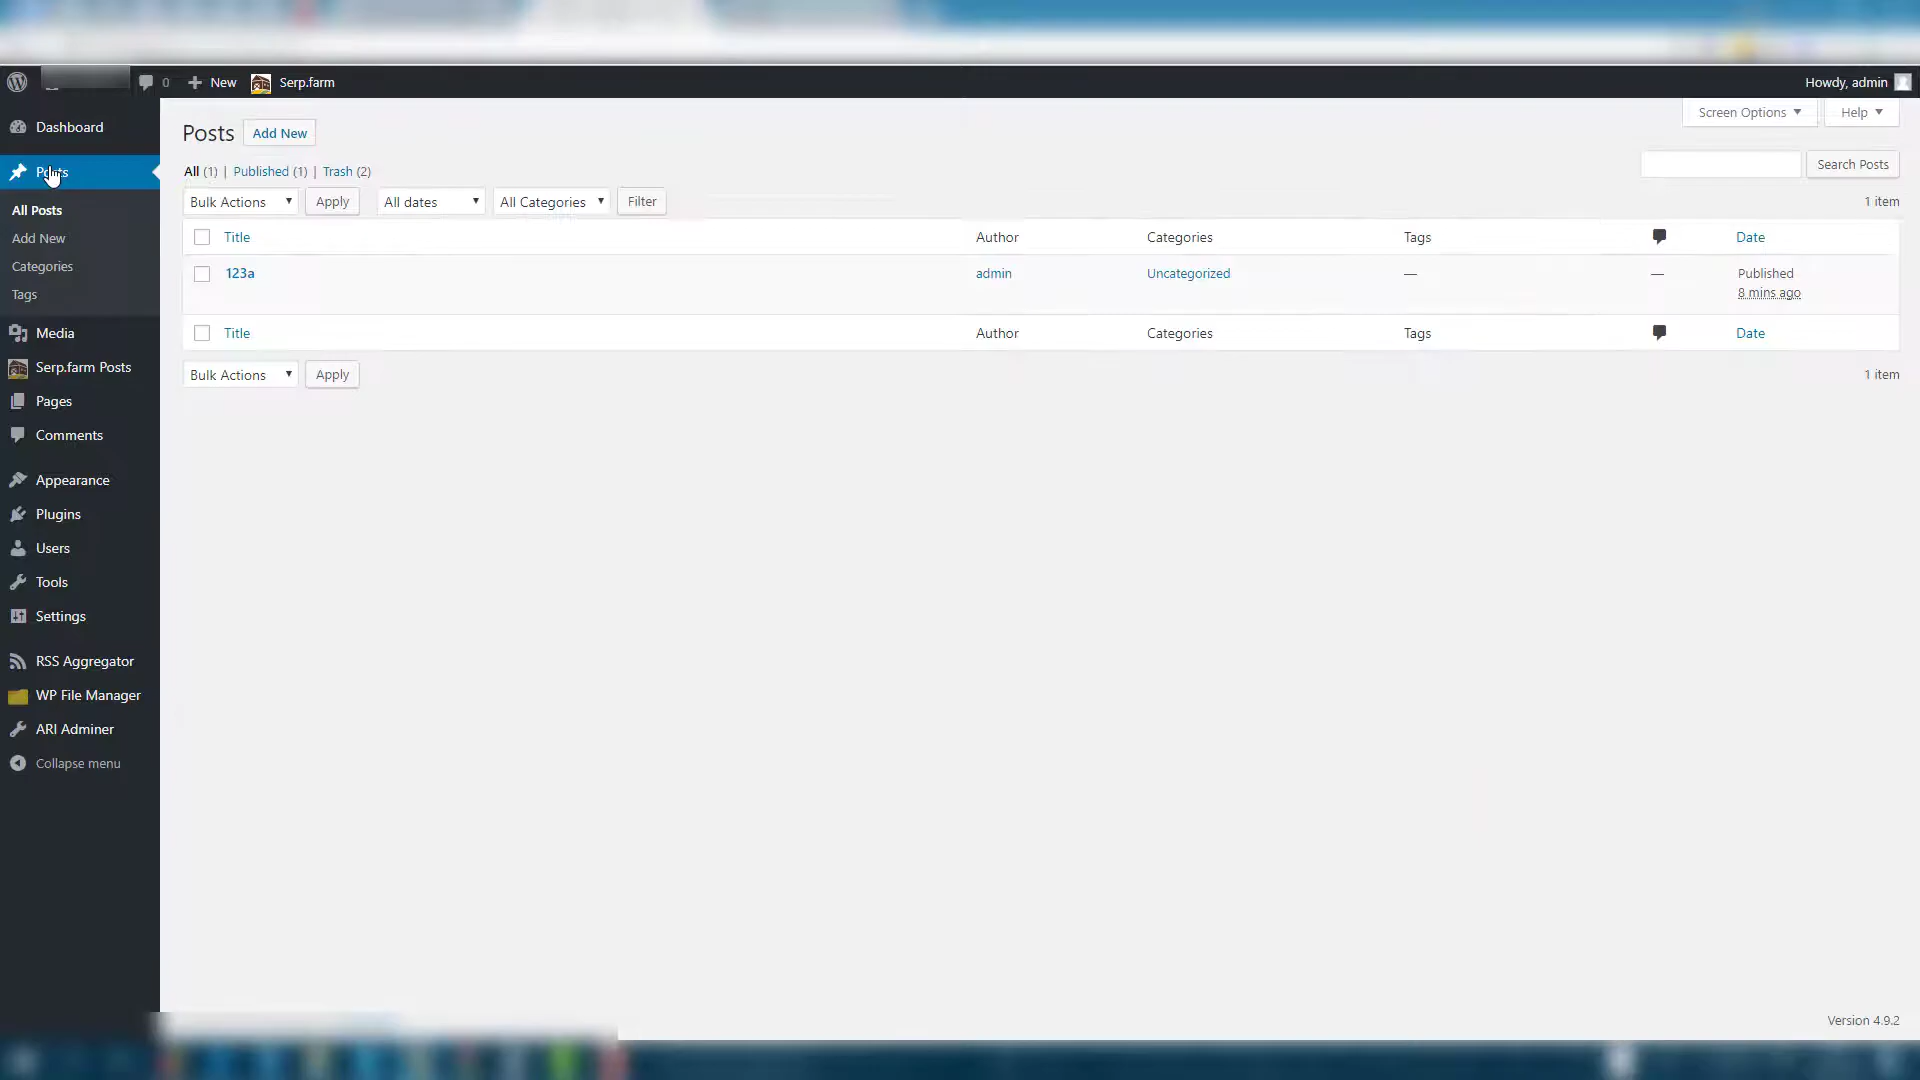 0 New Serp.farm Howdy, admin
Screen Options Help
Dashboard
Posts
All Posts
Add New
Categories
Tags
Media
Serp.farm Posts
Pages
Comments
Appearance
Plugins
Users
Tools
Settings
RSS Aggregator
WP File Manager
ARI Adminer
Collapse menu
Posts Add New
All (1) | Published (1) | Trash (2)
Search Posts
Bulk Actions Apply All dates All Categories Filter 1 item
Title Author Categories Tags Date
123a admin Uncategorized — — Published
8 mins ago
Title Author Categories Tags Date
Bulk Actions Apply 1 item
Version 4.9.2